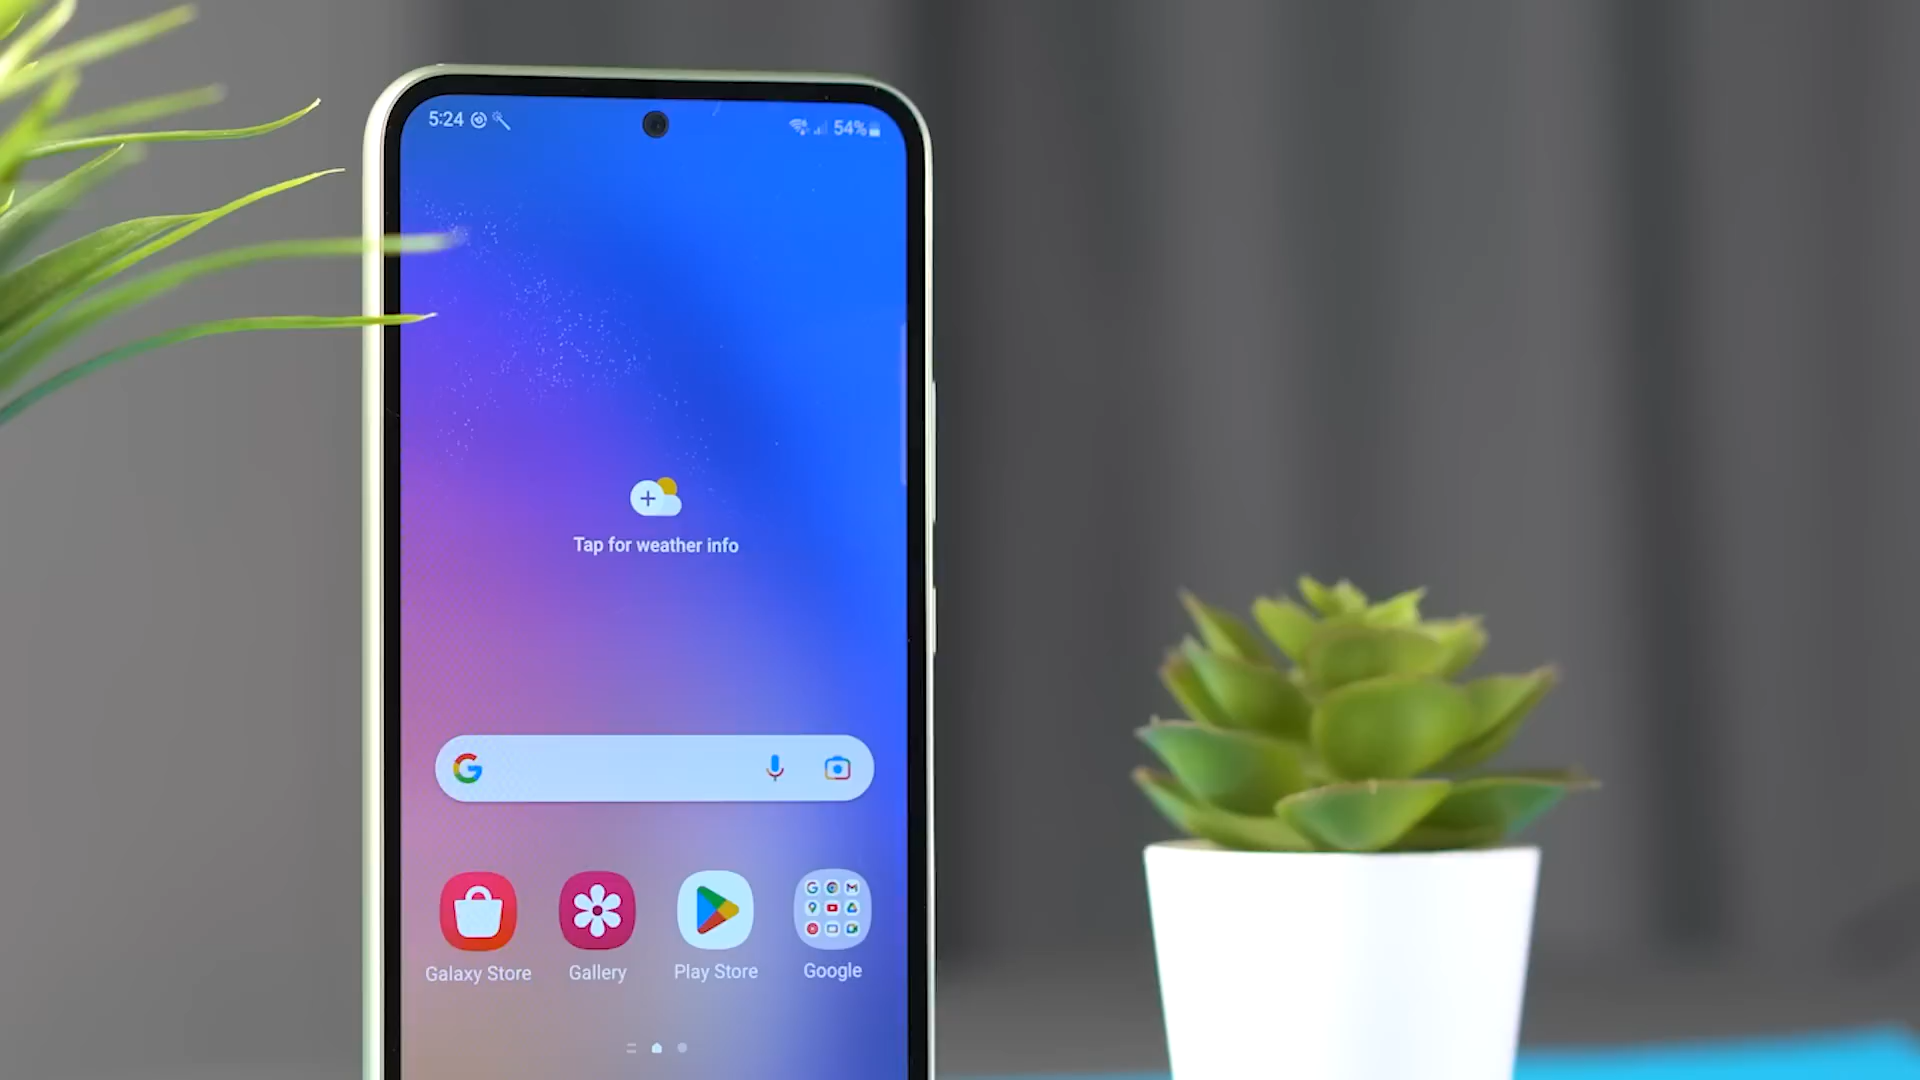 5:24
54%
Tap for weather info
Galaxy Store
Gallery
Play Store
Google